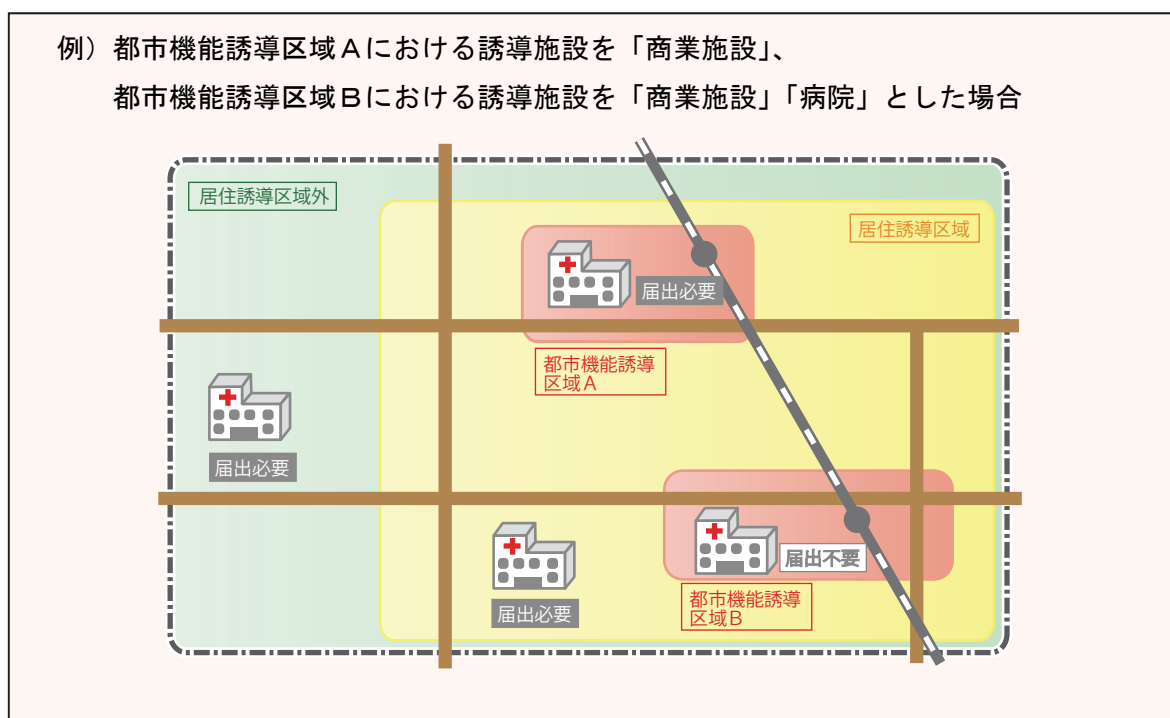 例）都市機能誘導区域Ａにおける誘導施設を「商業施設」、
都市機能誘導区域Ｂにおける誘導施設を「商業施設」「病院」とした場合
居住誘導区域外
居住誘導区域
届出必要
都市機能誘導
区域Ａ
届出必要
届出不要
届出必要
都市機能誘導
区域Ｂ